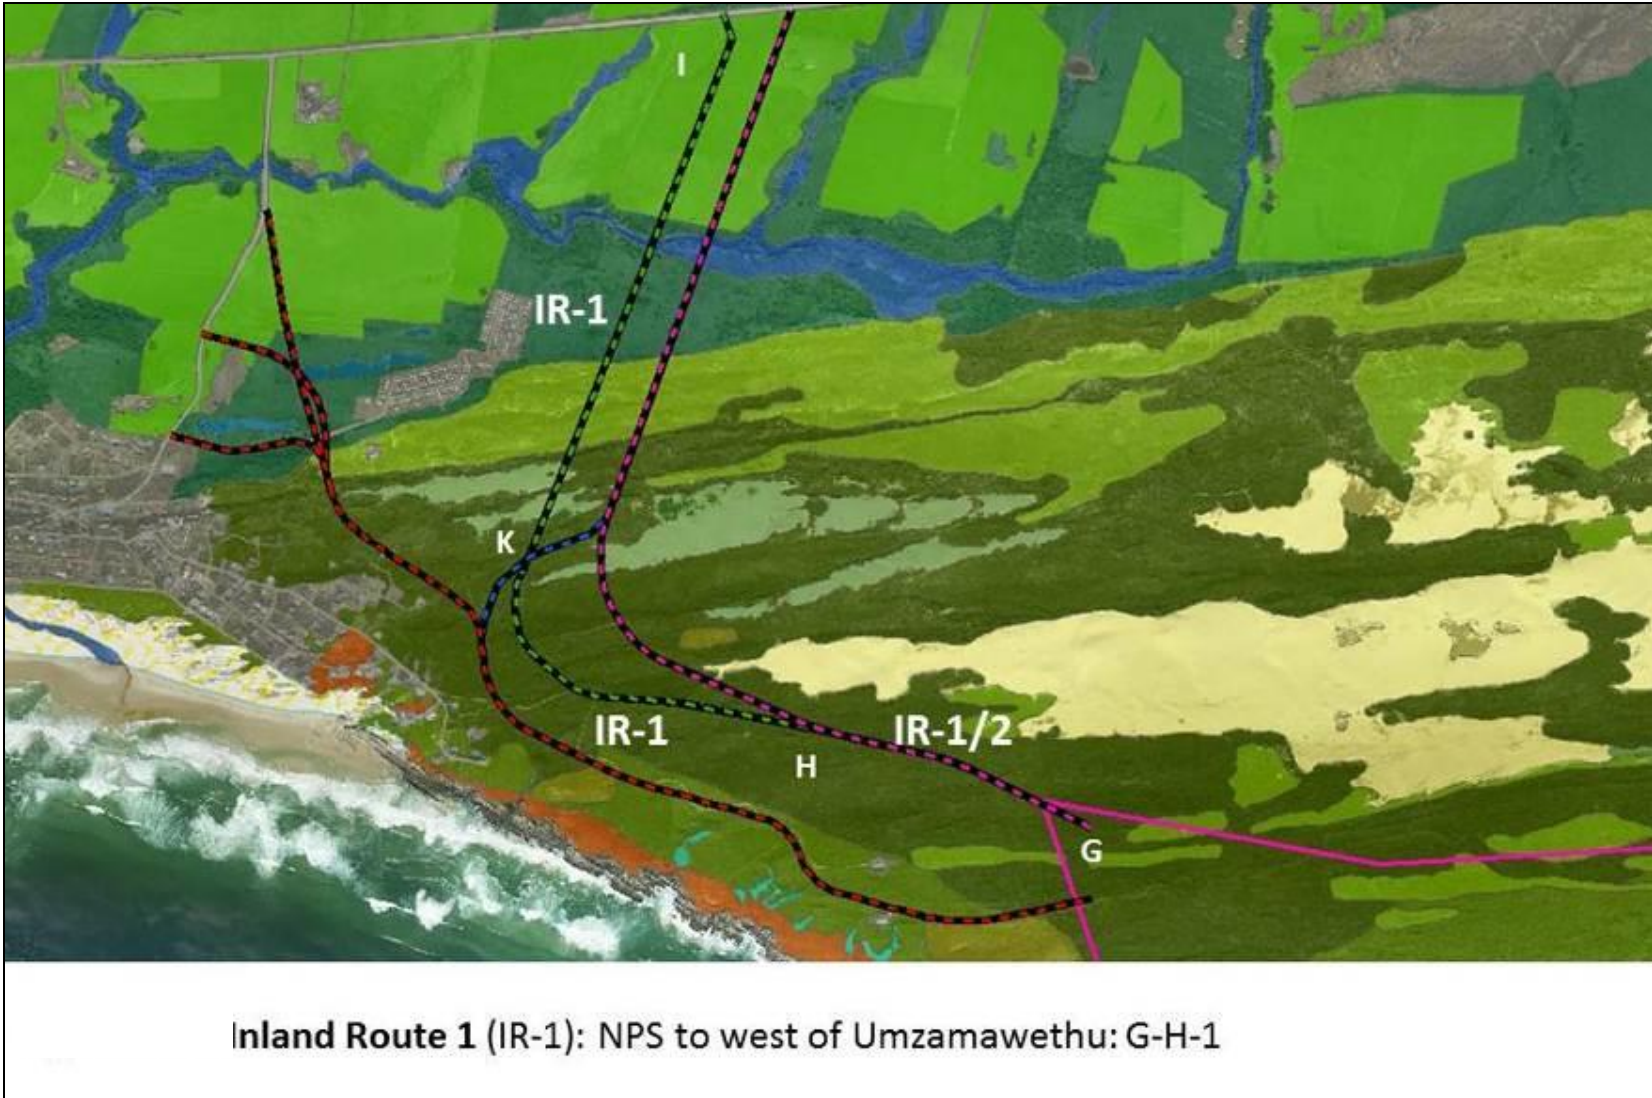 I
IR-1
K
IR-1
IR-1/2
H
G
Inland Route 1 (IR-1): NPS to west of Umzamawethu: G-H-1